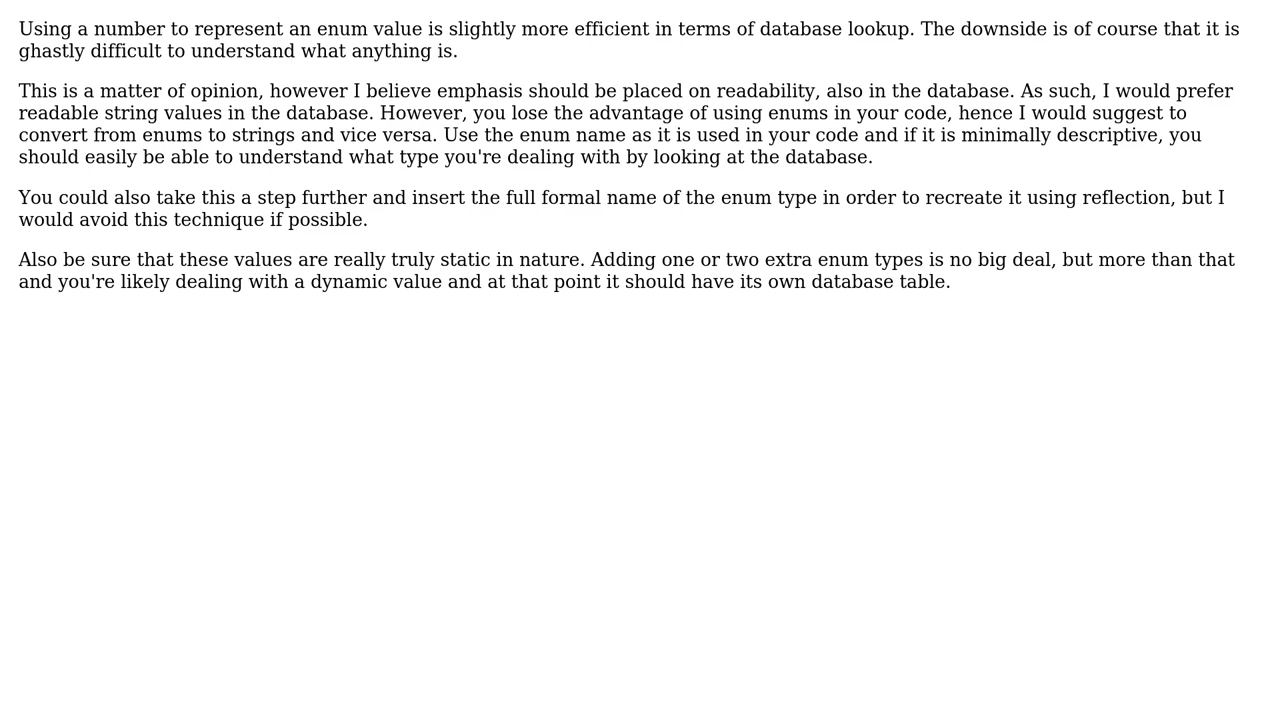 Using a number to represent an enum value is slightly more efficient in terms of database lookup. The downside is of course that it is
ghastly difficult to understand what anything is.
This is a matter of opinion, however I believe emphasis should be placed on readability, also in the database. As such, I would prefer
readable string values in the database. However, you lose the advantage of using enums in your code, hence I would suggest to
convert from enums to strings and vice versa. Use the enum name as it is used in your code and if it is minimally descriptive, you
should easily be able to understand what type you're dealing with by looking at the database.
You could also take this a step further and insert the full formal name of the enum type in order to recreate it using reflection, but I
would avoid this technique if possible.
Also be sure that these values are really truly static in nature. Adding one or two extra enum types is no big deal, but more than that
and you're likely dealing with a dynamic value and at that point it should have its own database table.